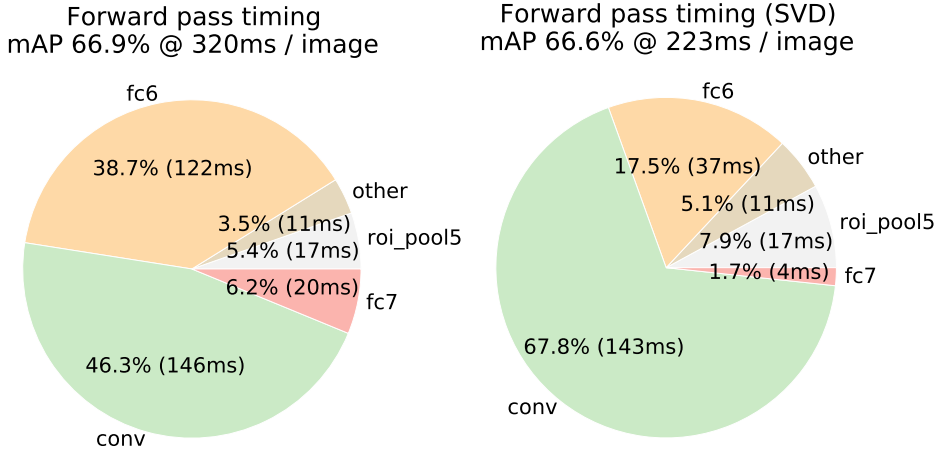 Forward pass timing
mAP 66.9% @ 320ms / image
fc6
38.7% (122ms)
other
3.5% (11ms)
roi_pool5
5.4% (17ms)
6.2% (20ms)
fc7
46.3% (146ms)
conv
Forward pass timing (SVD)
mAP 66.6% @ 223ms / image
fc6
other
17.5% (37ms)
5.1% (11ms)
roi_pool5
7.9% (17ms)
1.7% (4ms)
fc7
67.8% (143ms)
conv